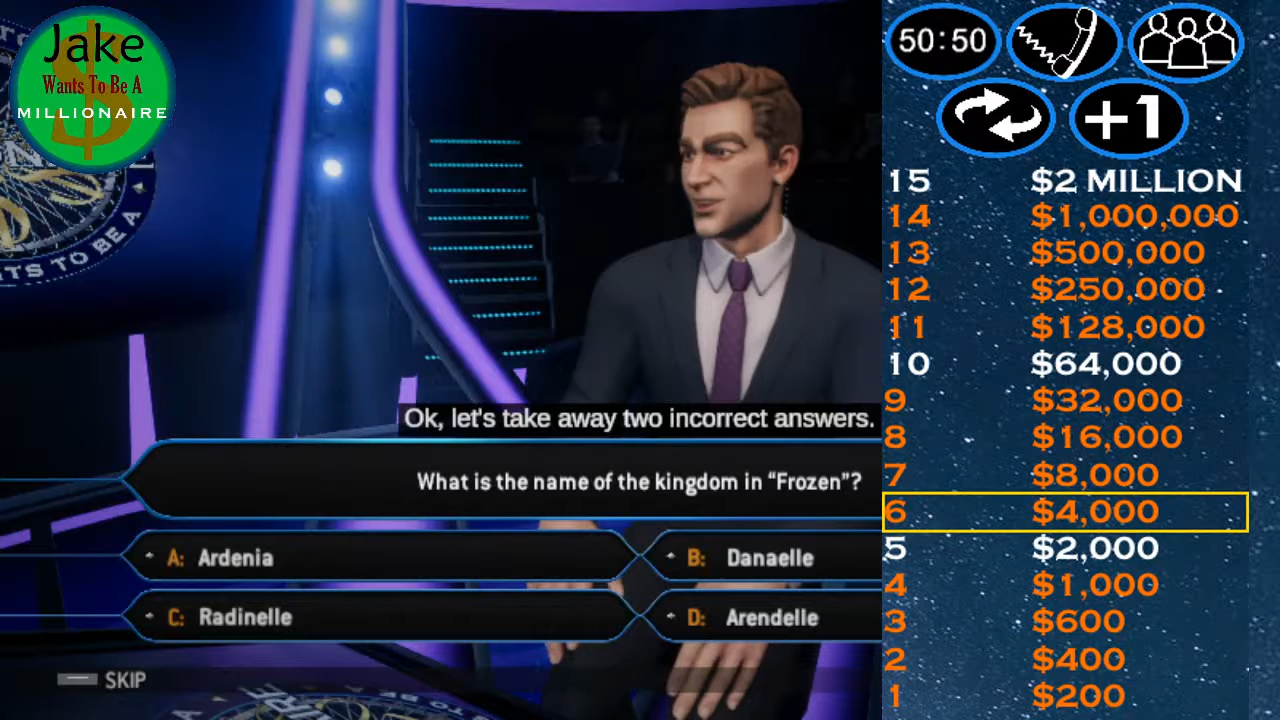 Jake
Wants To Be A
MILLIONAIRE
TS TO BE A
50:50
+1
15 $2 MILLION
14 $1,000,000
13 $500,000
12 $250,000
11 $128,000
10 $64,000
9 $32,000
8 $16,000
7 $8,000
6 $4,000
5 $2,000
4 $1,000
3 $600
2 $400
1 $200
Ok, let's take away two incorrect answers.
What is the name of the kingdom in “Frozen”?
A: Ardenia
B: Danaelle
C: Radinelle
D: Arendelle
SKIP